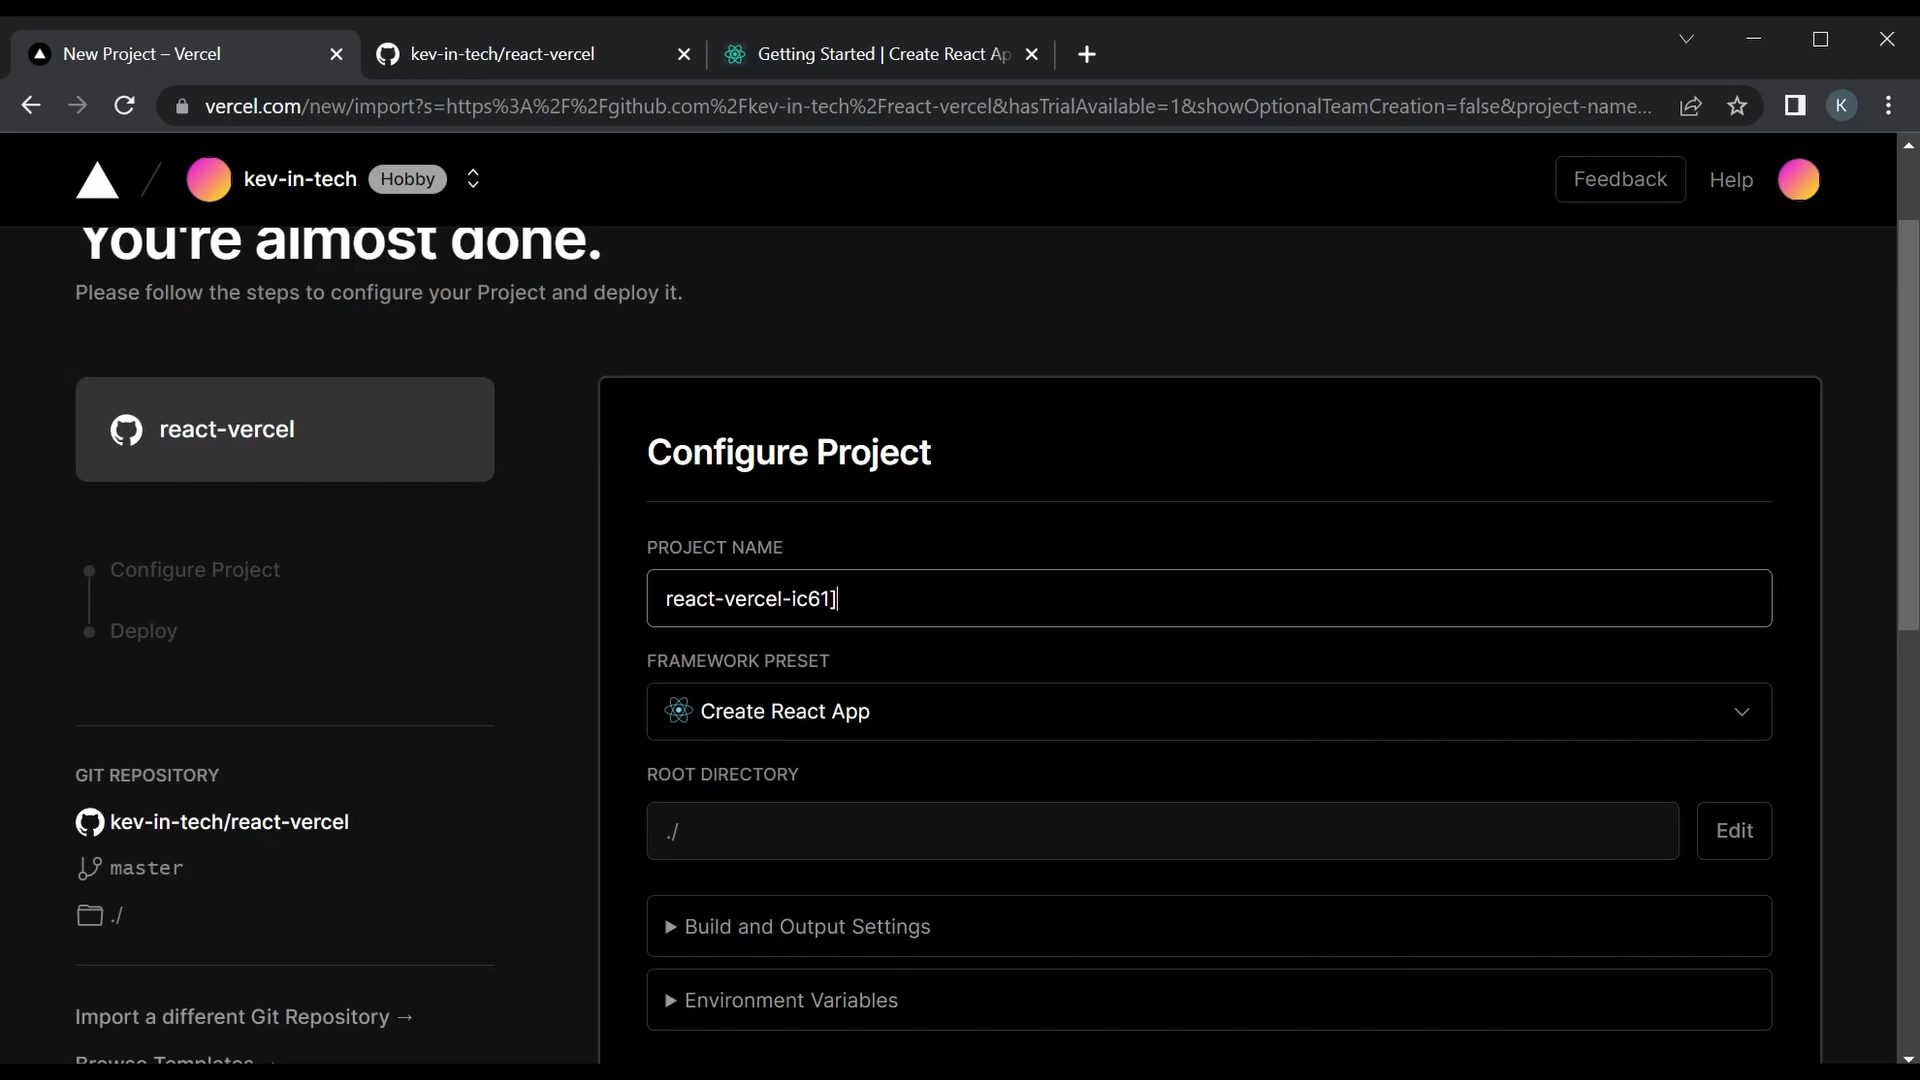 New Project – Vercel
kev-in-tech/react-vercel
Getting Started | Create React Ap
vercel.com/new/import?s=https%3A%2F%2Fgithub.com%2Fkev-in-tech%2Freact-vercel&hasTrialAvailable=1&showOptionalTeamCreation=false&project-name...
K
kev-in-tech
Hobby
Feedback
Help
You're almost done.
Please follow the steps to configure your Project and deploy it.
react-vercel
Configure Project
Deploy
GIT REPOSITORY
kev-in-tech/react-vercel
master
./
Import a different Git Repository →
Browse Templates
Configure Project
PROJECT NAME
react-vercel-ic61]
FRAMEWORK PRESET
Create React App
ROOT DIRECTORY
./
Edit
Build and Output Settings
Environment Variables